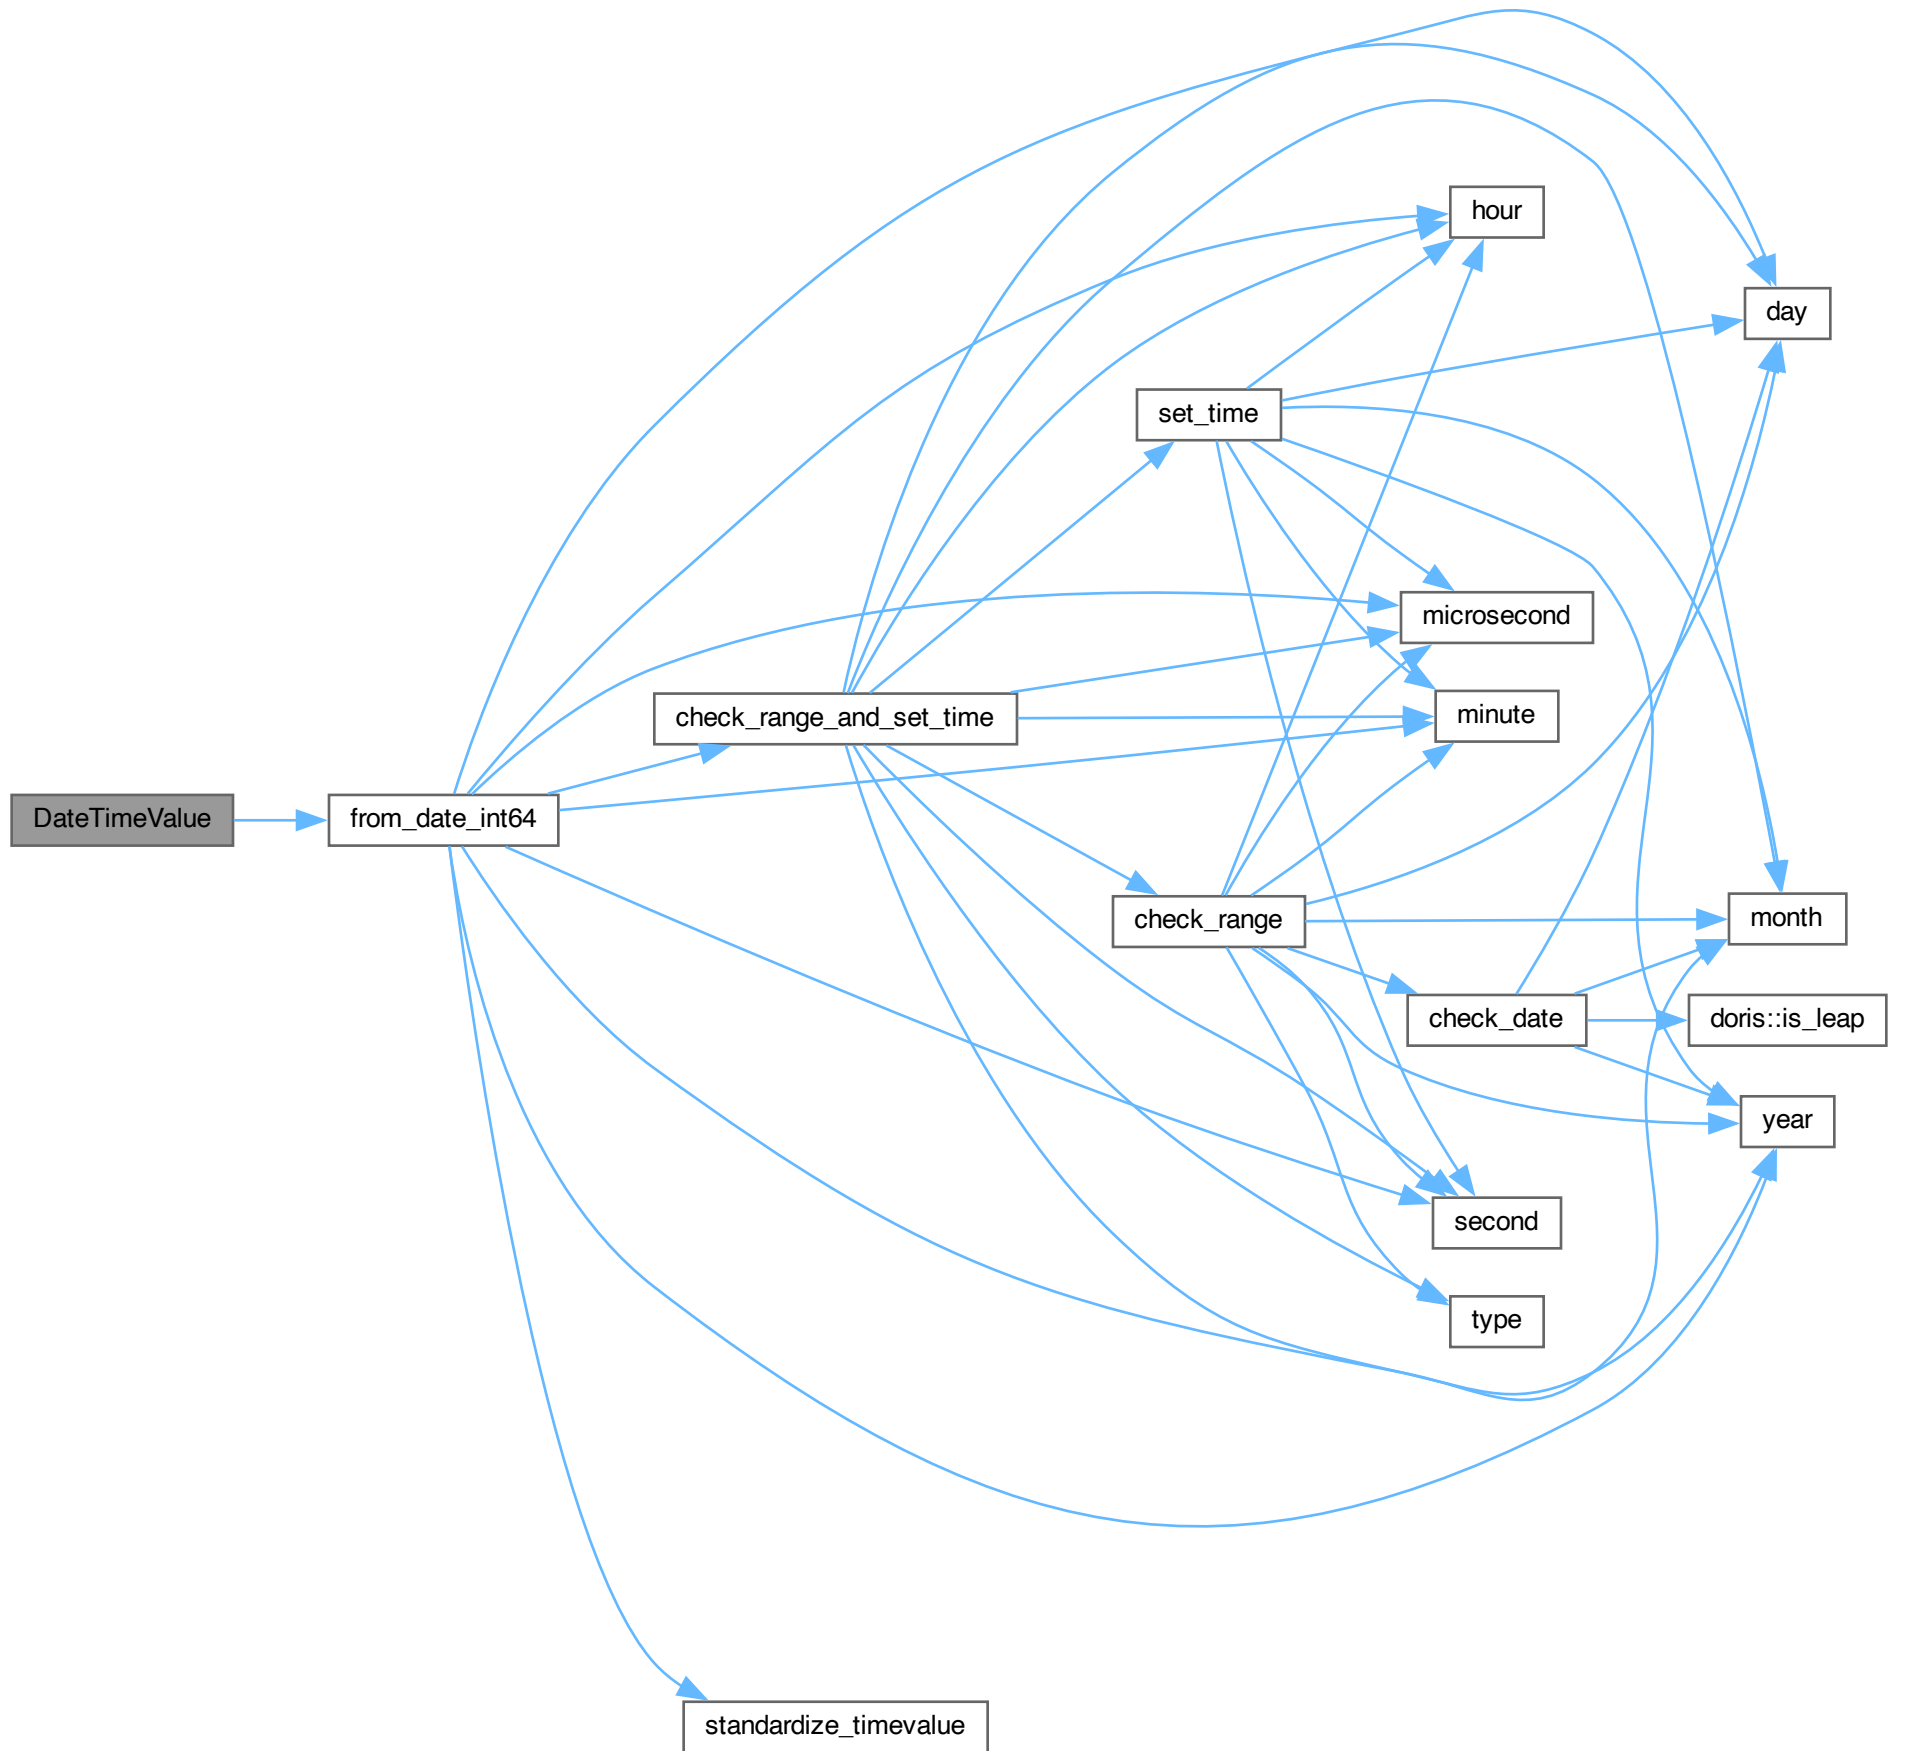 hour
day
set_time
microsecond
check_range_and_set_time
minute
DateTimeValue
from_date_int64
check_range
month
check_date
doris::is_leap
year
second
type
standardize_timevalue